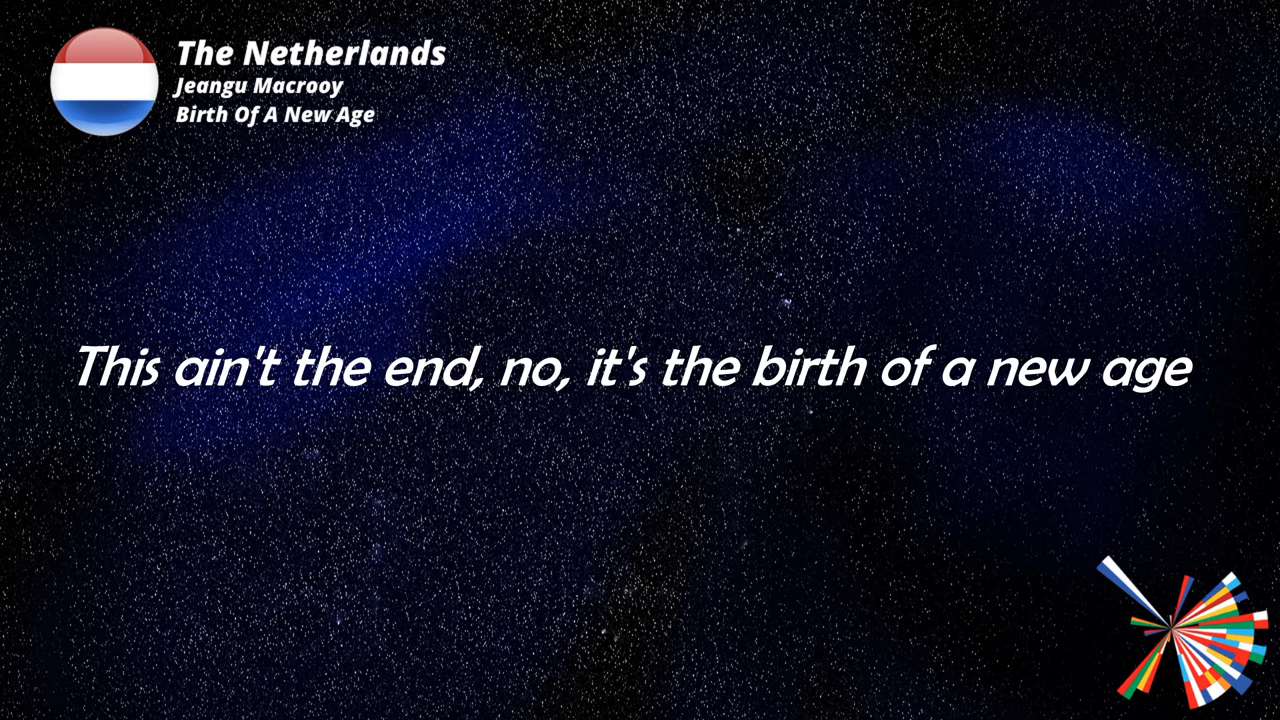 The Netherlands
Jeangu Macrooy
Birth Of A New Age
This ain't the end, no, it's the birth of a new age